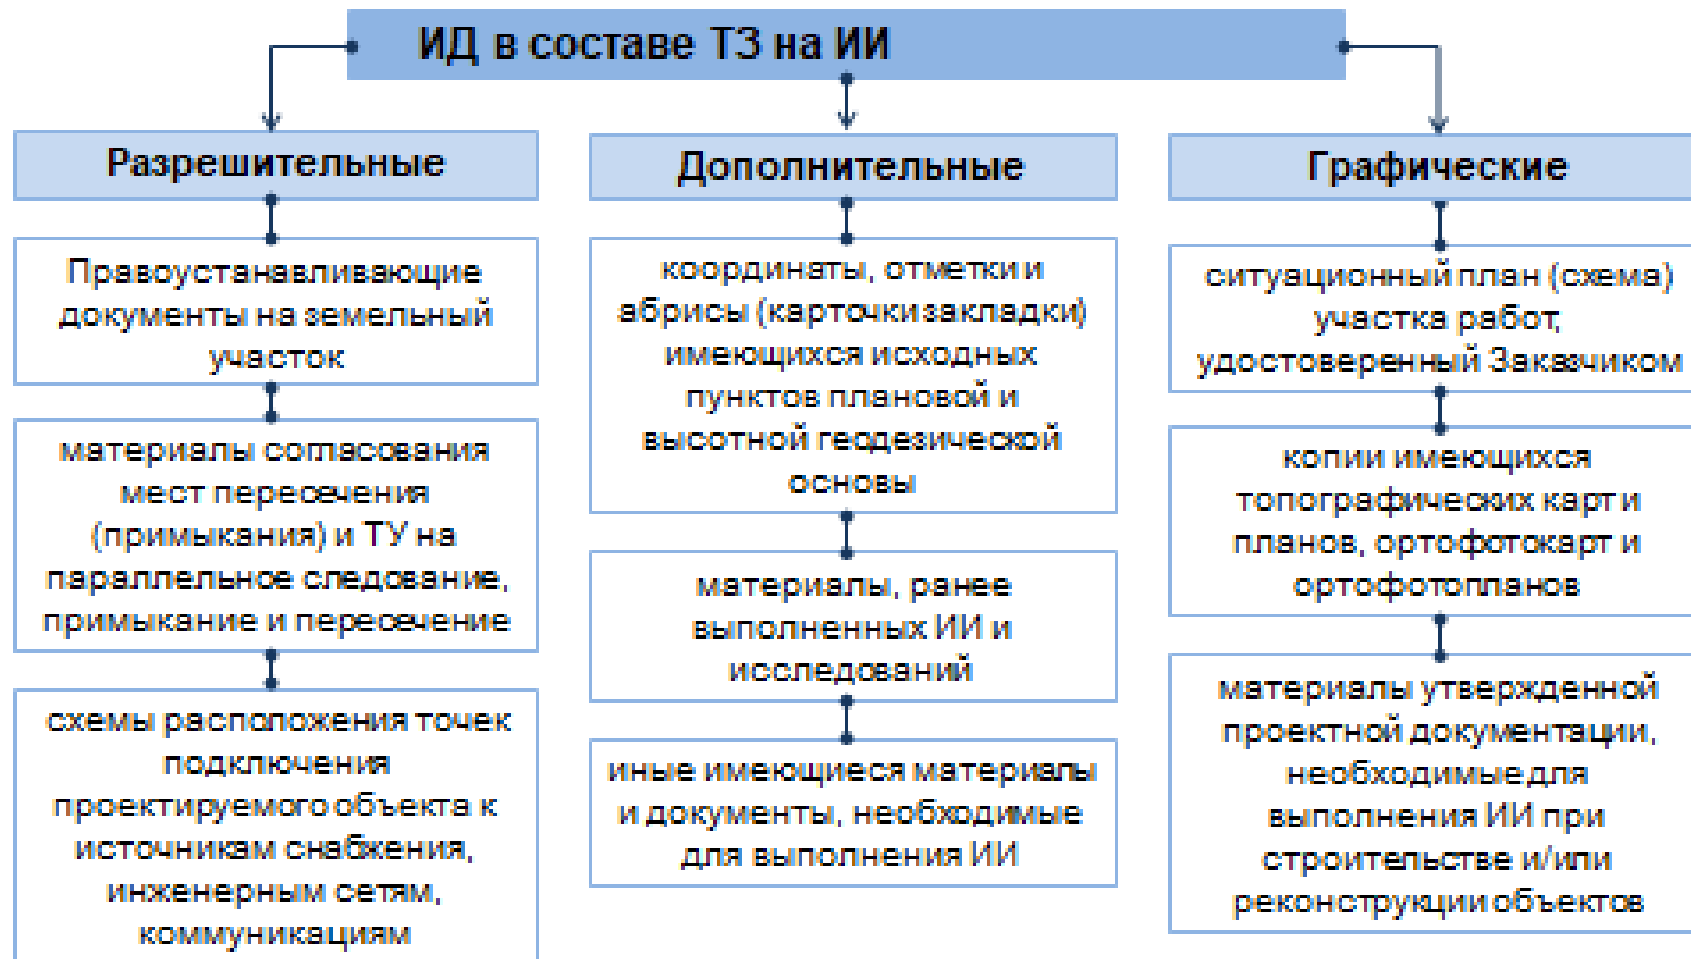 ИД в составе ТЗ на ИИ
Разрешительные
Правоустанавливающие
документы на земельный
участок
материалы согласования
мест пересечения
(примыкания) и ТУ на
параллельное следование,
примыкание и пересечение
схемы расположения точек
подключения
проектируемого объекта к
источникам снабжения,
инженерным сетям,
коммуникациям
Дополнительные
координаты, отметки и
абрисы (карточки закладки)
имеющихся исходных
пунктов плановой и
высотной геодезической
основы
материалы, ранее
выполненных ИИ и
исследований
иные имеющиеся материалы
и документы, необходимые
для выполнения ИИ
Графические
ситуационный план (схема)
участка работ,
удостоверенный Заказчиком
копии имеющихся
топографических карт и
планов, ортофотокарт и
ортофотопланов
материалы утвержденной
проектной документации,
необходимые для
выполнения ИИ при
строительстве и/или
реконструкции объектов